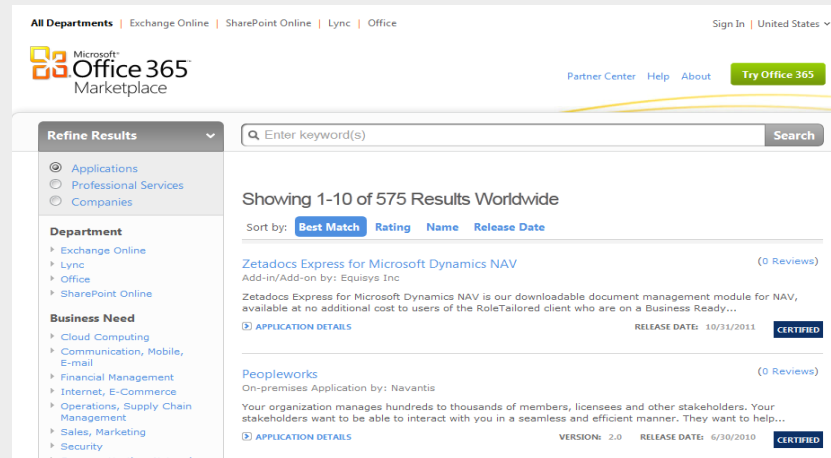 All Departments | Exchange Online | SharePoint Online | Lync | Office
Sign In | United States
Microsoft
Office 365
Marketplace
Partner Center Help About Try Office 365
Refine Results
Enter keyword(s) Search
Applications
Professional Services
Companies
Department
Exchange Online
Lync
Office
SharePoint Online
Business Need
Cloud Computing
Communication, Mobile,
E-mail
Financial Management
Internet, E-Commerce
Operations, Supply Chain
Management
Sales, Marketing
Security
Showing 1-10 of 575 Results Worldwide
Sort by: Best Match Rating Name Release Date
Zetadocs Express for Microsoft Dynamics NAV (0 Reviews)
Add-in/Add-on by: Equisys Inc
Zetadocs Express for Microsoft Dynamics NAV is our downloadable document management module for NAV,
available at no additional cost to users of the RoleTailored client who are on a Business Ready...
APPLICATION DETAILS RELEASE DATE: 10/31/2011 CERTIFIED
Peopleworks (0 Reviews)
On-premises Application by: Navantis
Your organization manages hundreds to thousands of members, licensees and other stakeholders. Your
stakeholders want to be able to interact with you in a seamless and efficient manner. They want to help...
APPLICATION DETAILS VERSION: 2.0 RELEASE DATE: 6/30/2010 CERTIFIED